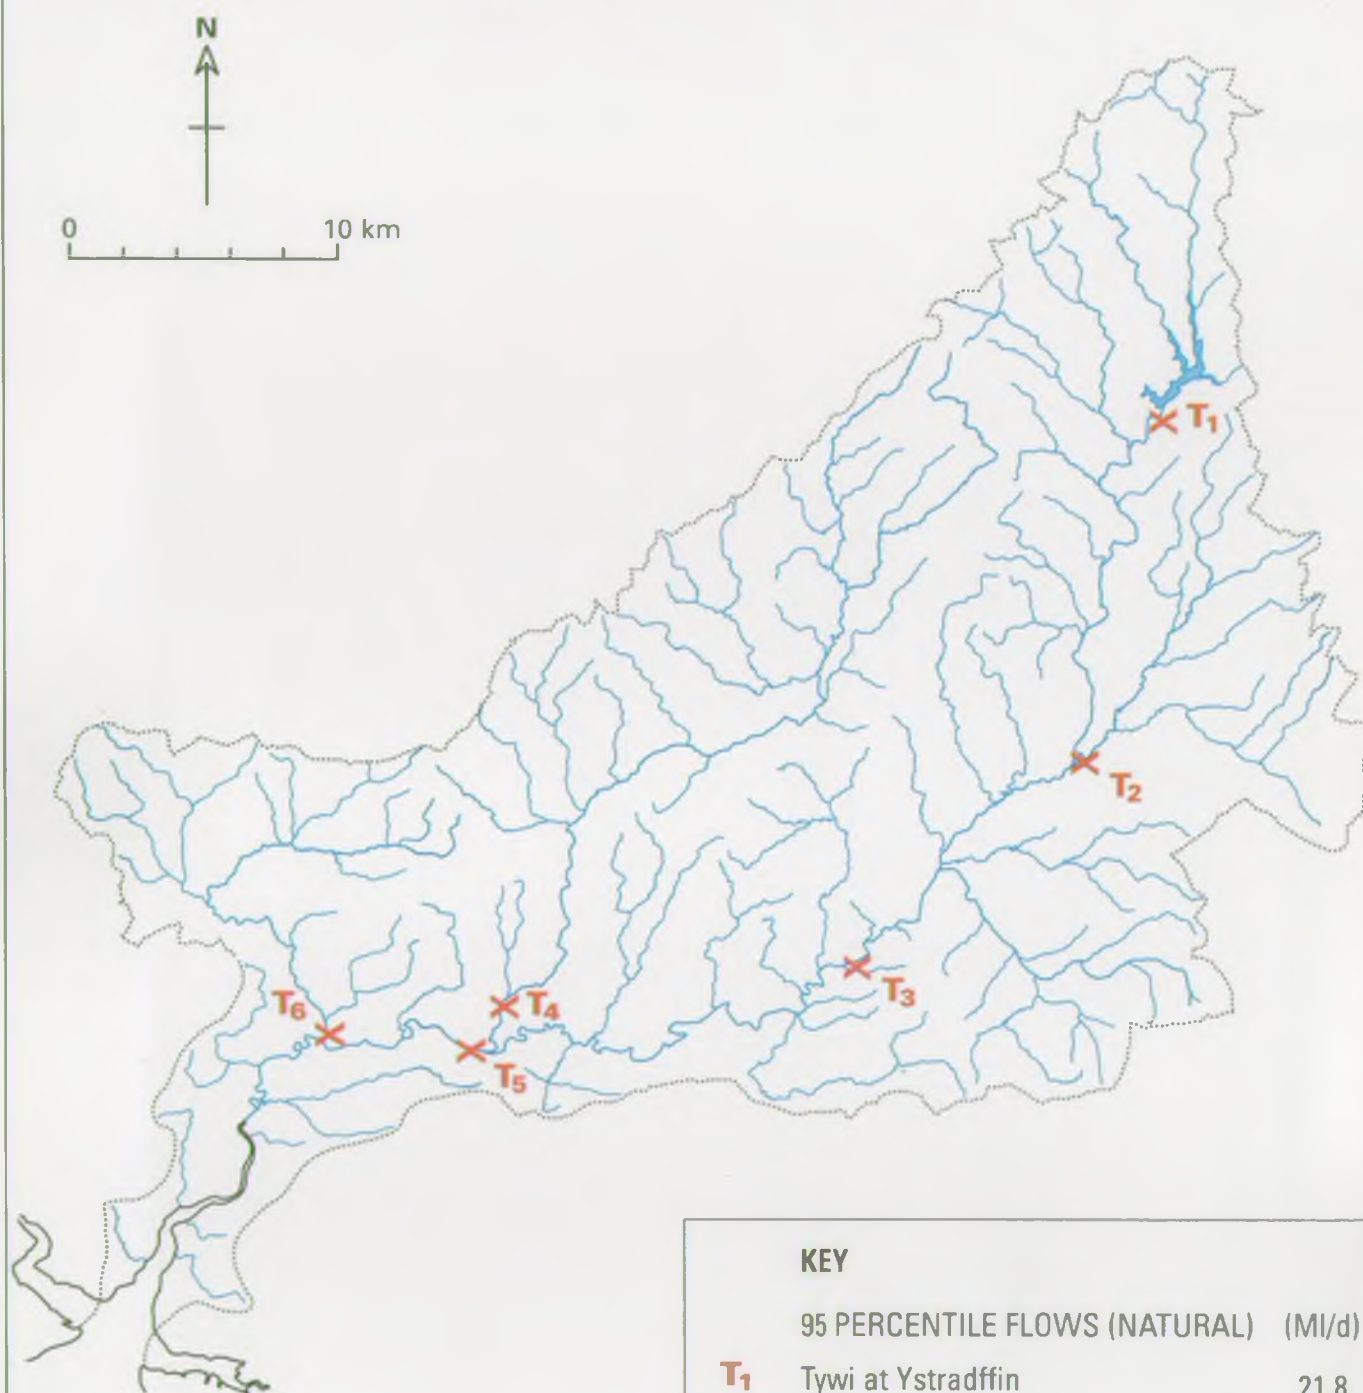 N
0 10 km
T1
T2
T3
T4
T5
T6
KEY
95 PERCENTILE FLOWS (NATURAL) (Ml/d)
T1 Tywi at Ystradffin 21.8